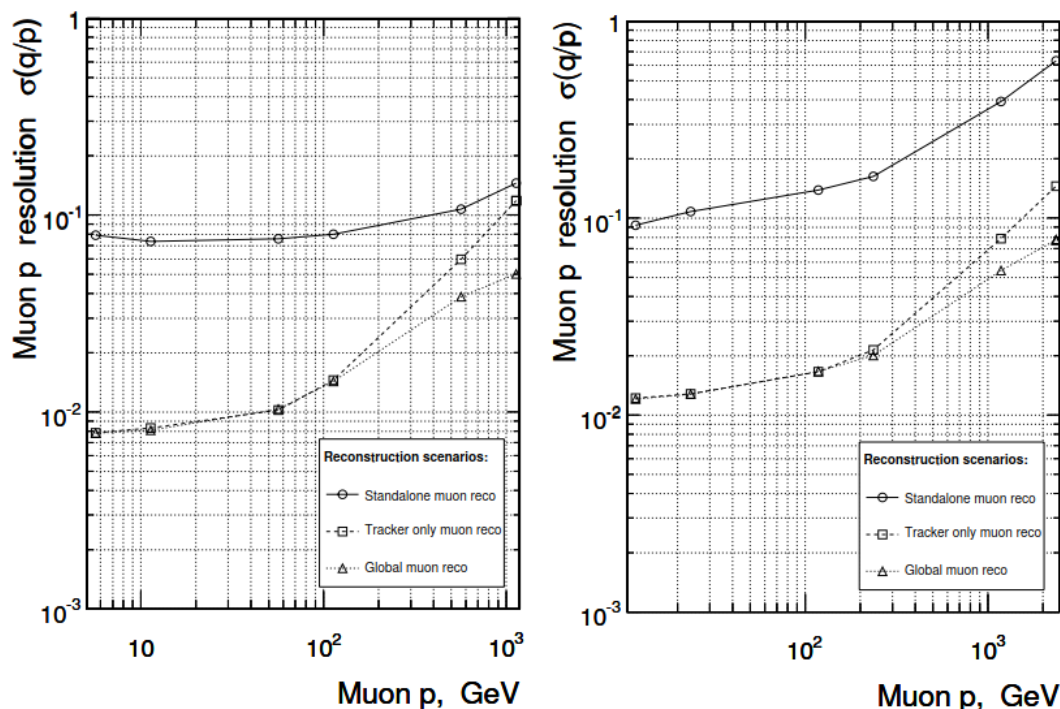 Muon p resolution σ(q/p)
1
10⁻¹
10⁻²
10⁻³
10
10²
10³
Muon p, GeV
Reconstruction scenarios:
Standalone muon reco
Tracker only muon reco
Global muon reco
Muon p resolution σ(q/p)
1
10⁻¹
10⁻²
10⁻³
10²
10³
Muon p, GeV
Reconstruction scenarios:
Standalone muon reco
Tracker only muon reco
Global muon reco